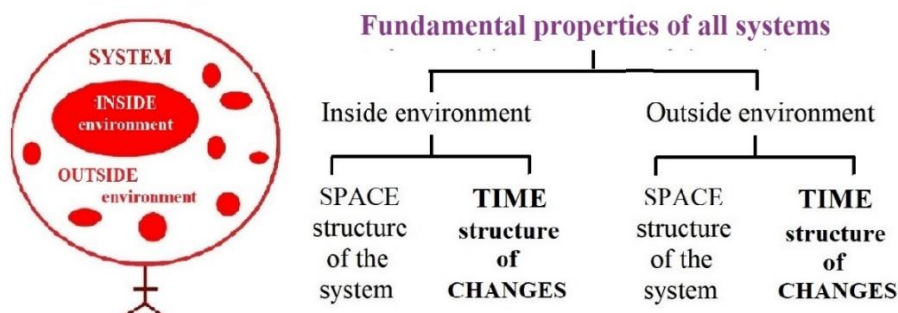 SYSTEM
INSIDE
environment
OUTSIDE
environment
Fundamental properties of all systems
Inside environment
Outside environment
SPACE
structure
of the
system
TIME
structure
of
CHANGES
SPACE
structure
of the
system
TIME
structure
of
CHANGES